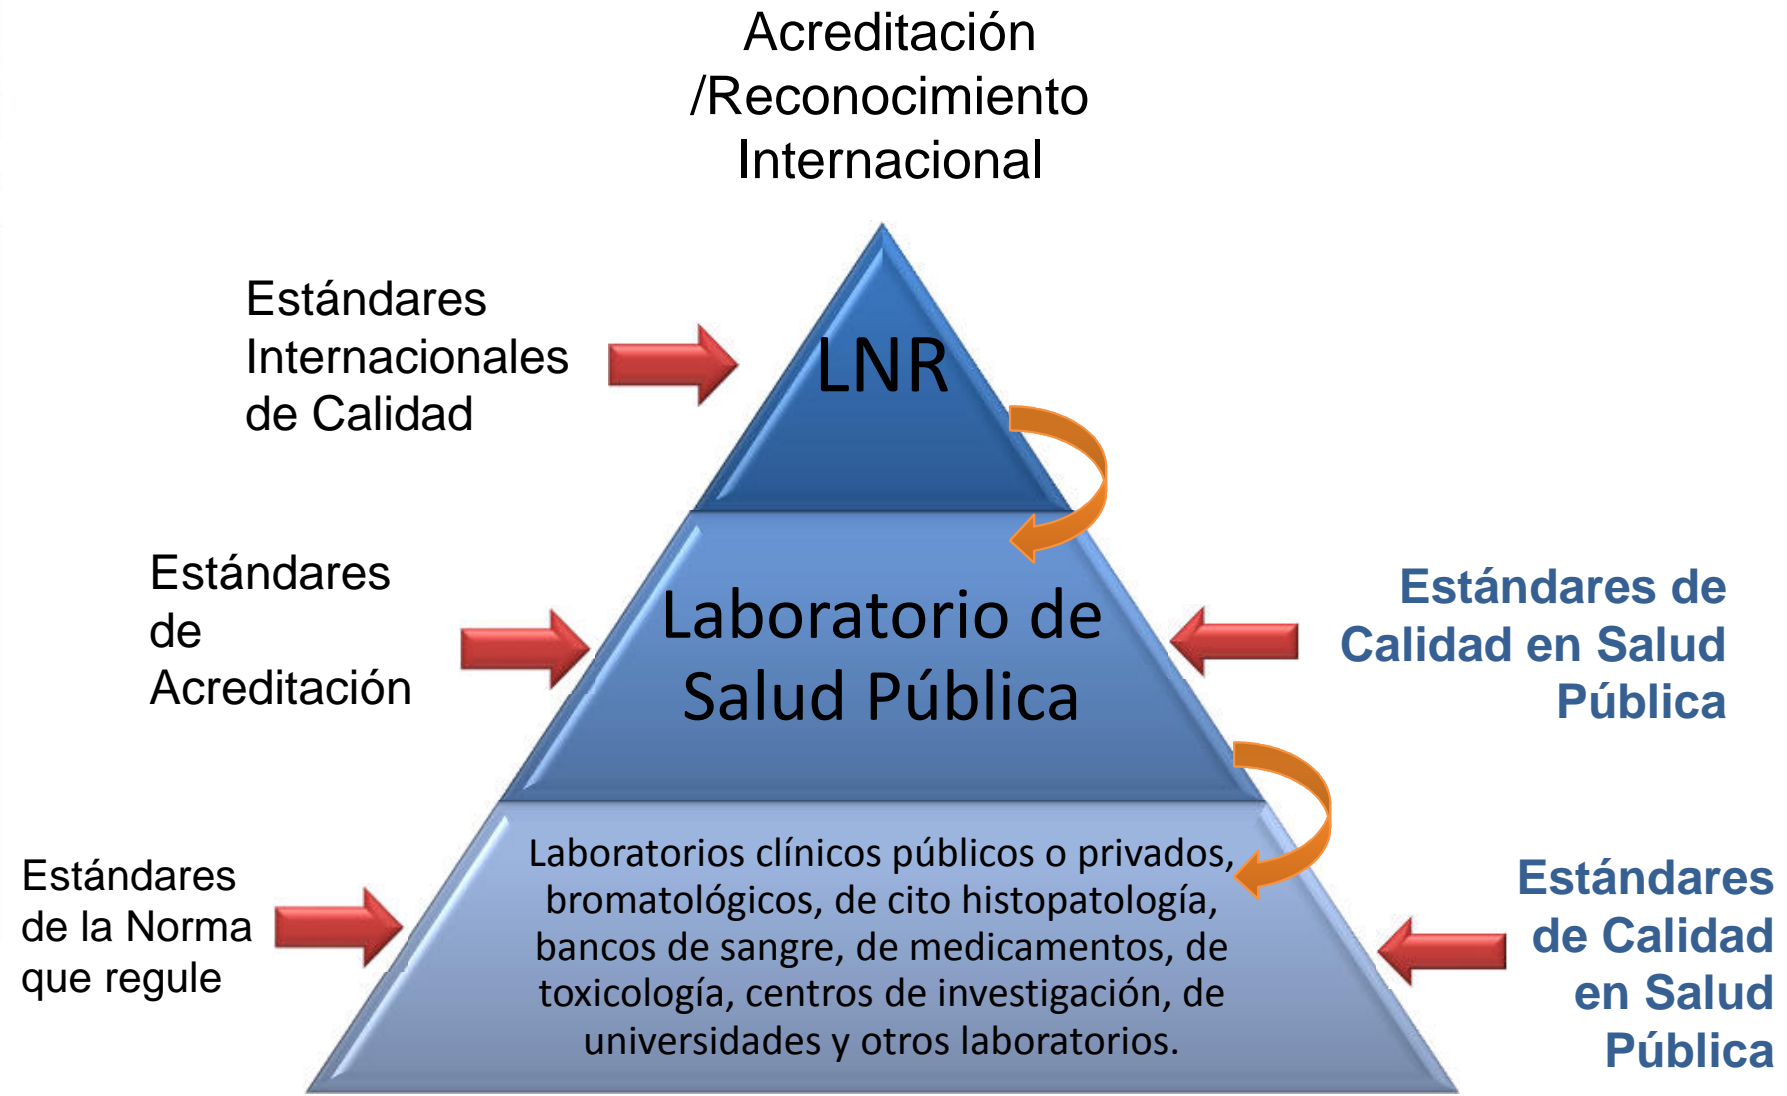 Acreditación
/Reconocimiento
Internacional
Estándares
Internacionales
de Calidad
LNR
Estándares
de
Acreditación
Laboratorio de
Salud Pública
Estándares de
Calidad en Salud
Pública
Estándares
de la Norma
que regule
Laboratorios clínicos públicos o privados,
bromatológicos, de cito histopatología,
bancos de sangre, de medicamentos, de
toxicología, centros de investigación, de
universidades y otros laboratorios.
Estándares
de Calidad
en Salud
Pública